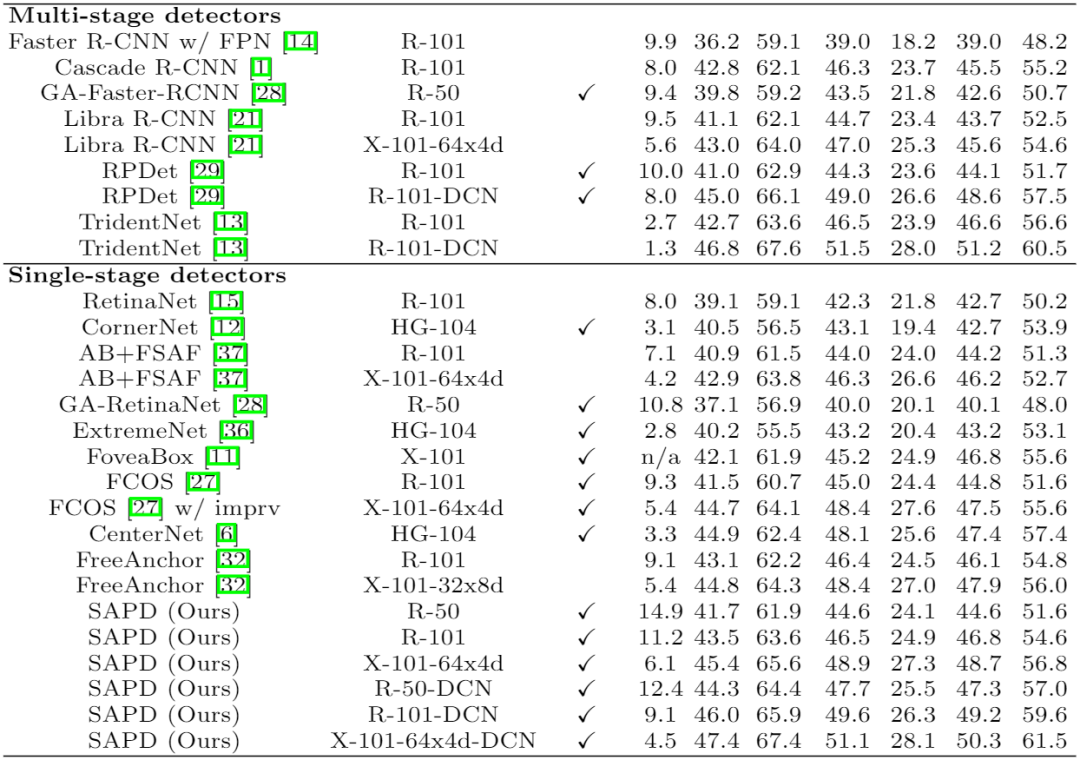 Multi-stage detectors
Faster R-CNN w/ FPN [14] R-101 9.9 36.2 59.1 39.0 18.2 39.0 48.2
Cascade R-CNN [1] R-101 8.0 42.8 62.1 46.3 23.7 45.5 55.2
GA-Faster-RCNN [28] R-50 ✓ 9.4 39.8 59.2 43.5 21.8 42.6 50.7
Libra R-CNN [21] R-101 9.5 41.1 62.1 44.7 23.4 43.7 52.5
Libra R-CNN [21] X-101-64x4d 5.6 43.0 64.0 47.0 25.3 45.6 54.6
RPDet [29] R-101 ✓ 10.0 41.0 62.9 44.3 23.6 44.1 51.7
RPDet [29] R-101-DCN ✓ 8.0 45.0 66.1 49.0 26.6 48.6 57.5
TridentNet [13] R-101 2.7 42.7 63.6 46.5 23.9 46.6 56.6
TridentNet [13] R-101-DCN 1.3 46.8 67.6 51.5 28.0 51.2 60.5
Single-stage detectors
RetinaNet [15] R-101 8.0 39.1 59.1 42.3 21.8 42.7 50.2
CornerNet [12] HG-104 ✓ 3.1 40.5 56.5 43.1 19.4 42.7 53.9
AB+FSAF [37] R-101 7.1 40.9 61.5 44.0 24.0 44.2 51.3
AB+FSAF [37] X-101-64x4d 4.2 42.9 63.8 46.3 26.6 46.2 52.7
GA-RetinaNet [28] R-50 ✓ 10.8 37.1 56.9 40.0 20.1 40.1 48.0
ExtremeNet [36] HG-104 ✓ 2.8 40.2 55.5 43.2 20.4 43.2 53.1
FoveaBox [11] X-101 ✓ n/a 42.1 61.9 45.2 24.9 46.8 55.6
FCOS [27] R-101 ✓ 9.3 41.5 60.7 45.0 24.4 44.8 51.6
FCOS [27] w/ imprv X-101-64x4d ✓ 5.4 44.7 64.1 48.4 27.6 47.5 55.6
CenterNet [6] HG-104 ✓ 3.3 44.9 62.4 48.1 25.6 47.4 57.4
FreeAnchor [32] R-101 9.1 43.1 62.2 46.4 24.5 46.1 54.8
FreeAnchor [32] X-101-32x8d 5.4 44.8 64.3 48.4 27.0 47.9 56.0
SAPD (Ours) R-50 ✓ 14.9 41.7 61.9 44.6 24.1 44.6 51.6
SAPD (Ours) R-101 ✓ 11.2 43.5 63.6 46.5 24.9 46.8 54.6
SAPD (Ours) X-101-64x4d ✓ 6.1 45.4 65.6 48.9 27.3 48.7 56.8
SAPD (Ours) R-50-DCN ✓ 12.4 44.3 64.4 47.7 25.5 47.3 57.0
SAPD (Ours) R-101-DCN ✓ 9.1 46.0 65.9 49.6 26.3 49.2 59.6
SAPD (Ours) X-101-64x4d-DCN ✓ 4.5 47.4 67.4 51.1 28.1 50.3 61.5